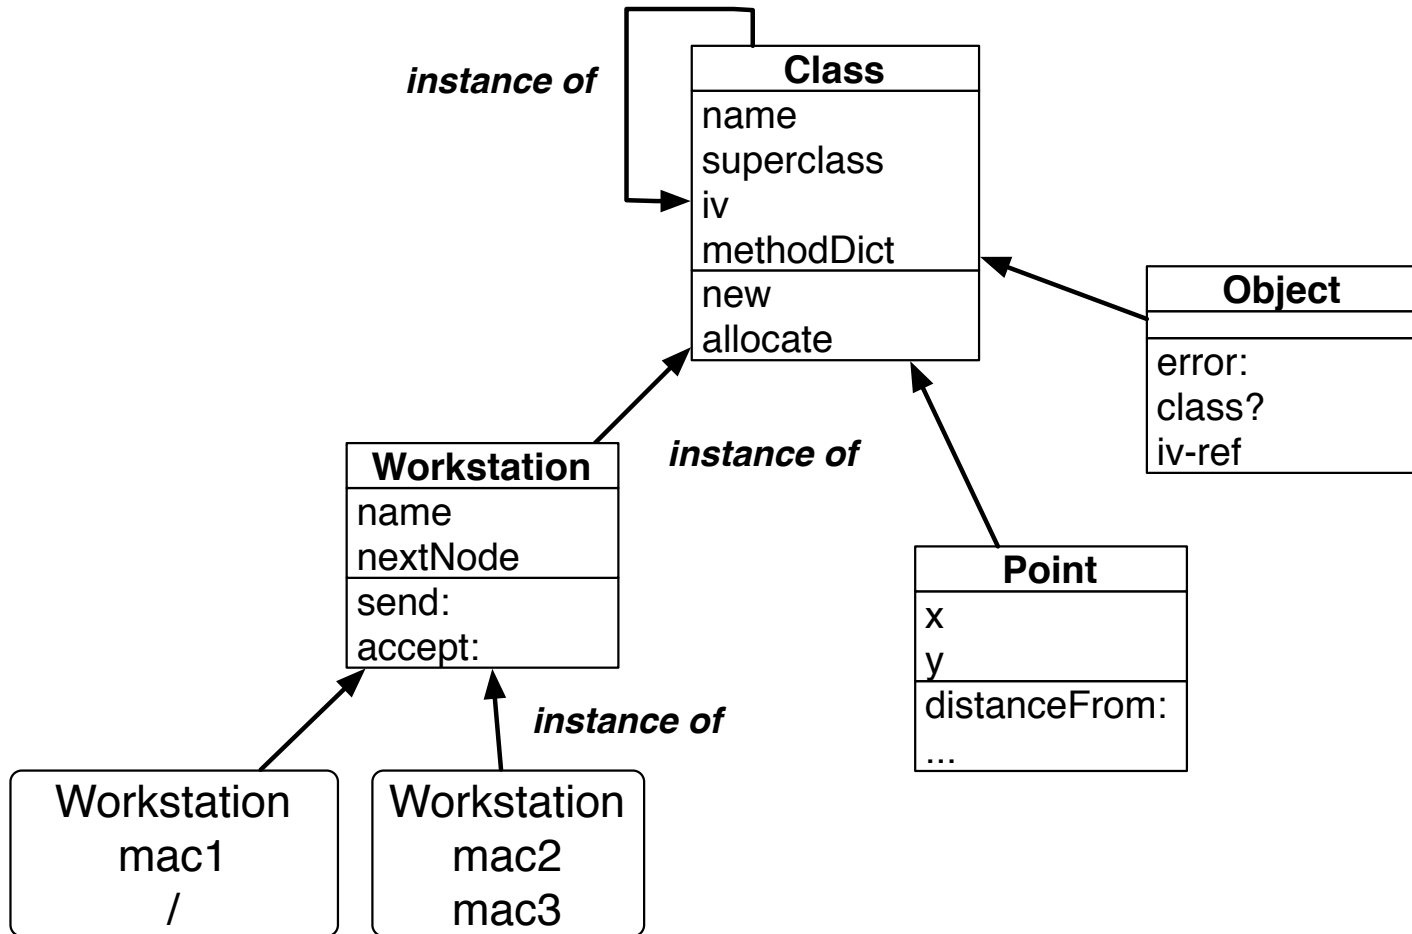 instance of
Class
name
superclass
iv
methodDict
new
allocate
Object
error:
class?
iv-ref
instance of
Workstation
name
nextNode
send:
accept:
Point
x
y
distanceFrom:
...
instance of
Workstation
mac1
/
Workstation
mac2
mac3